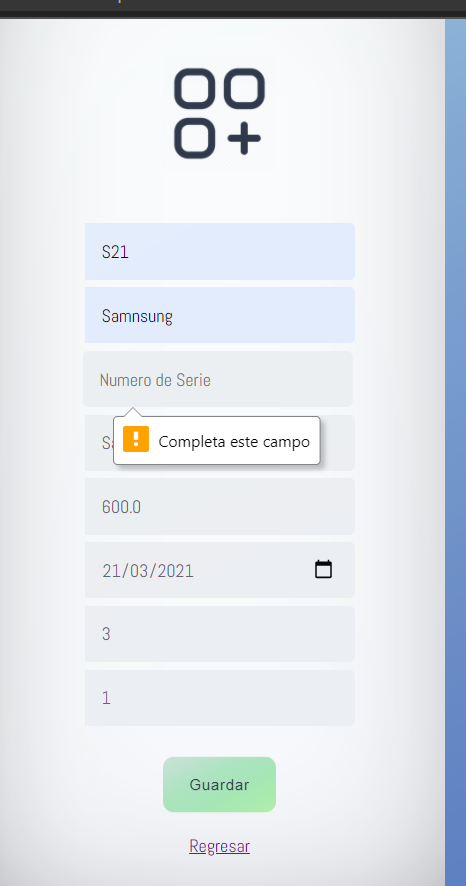 S21
Samnsung
Numero de Serie
Completa este campo
600.0
21/03/2021
3
1
Guardar
Regresar